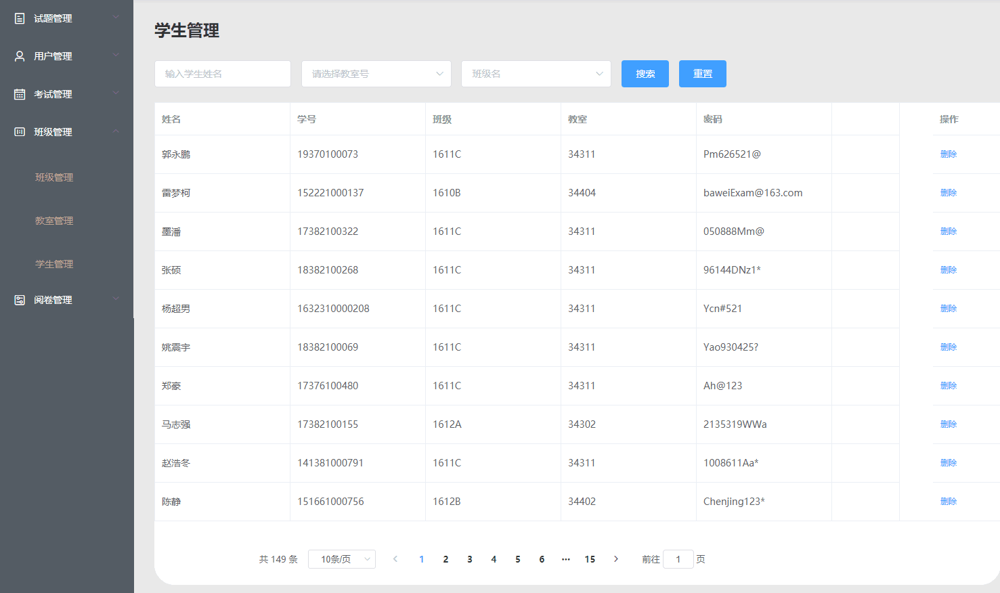 试题管理
用户管理
考试管理
班级管理
班级管理
教室管理
学生管理
阅卷管理
学生管理
输入学生姓名 请选择教室号 班级名 搜索 重置
姓名 学号 班级 教室 密码 操作
郭永鹏 19370100073 1611C 34311 Pm626521@ 删除
雷梦柯 152221000137 1610B 34404 baweiExam@163.com 删除
墨潘 17382100322 1611C 34311 050888Mm@ 删除
张硕 18382100268 1611C 34311 96144DNz1* 删除
杨超男 1632310000208 1611C 34311 Ycn#521 删除
姚震宇 18382100069 1611C 34311 Yao930425? 删除
郑豪 17376100480 1611C 34311 Ah@123 删除
马志强 17382100155 1612A 34302 2135319WWa 删除
赵浩冬 141381000791 1611C 34311 1008611Aa* 删除
陈静 151661000756 1612B 34402 Chenjing123* 删除
共 149 条 10条/页 1 2 3 4 5 6 ··· 15 前往 1 页